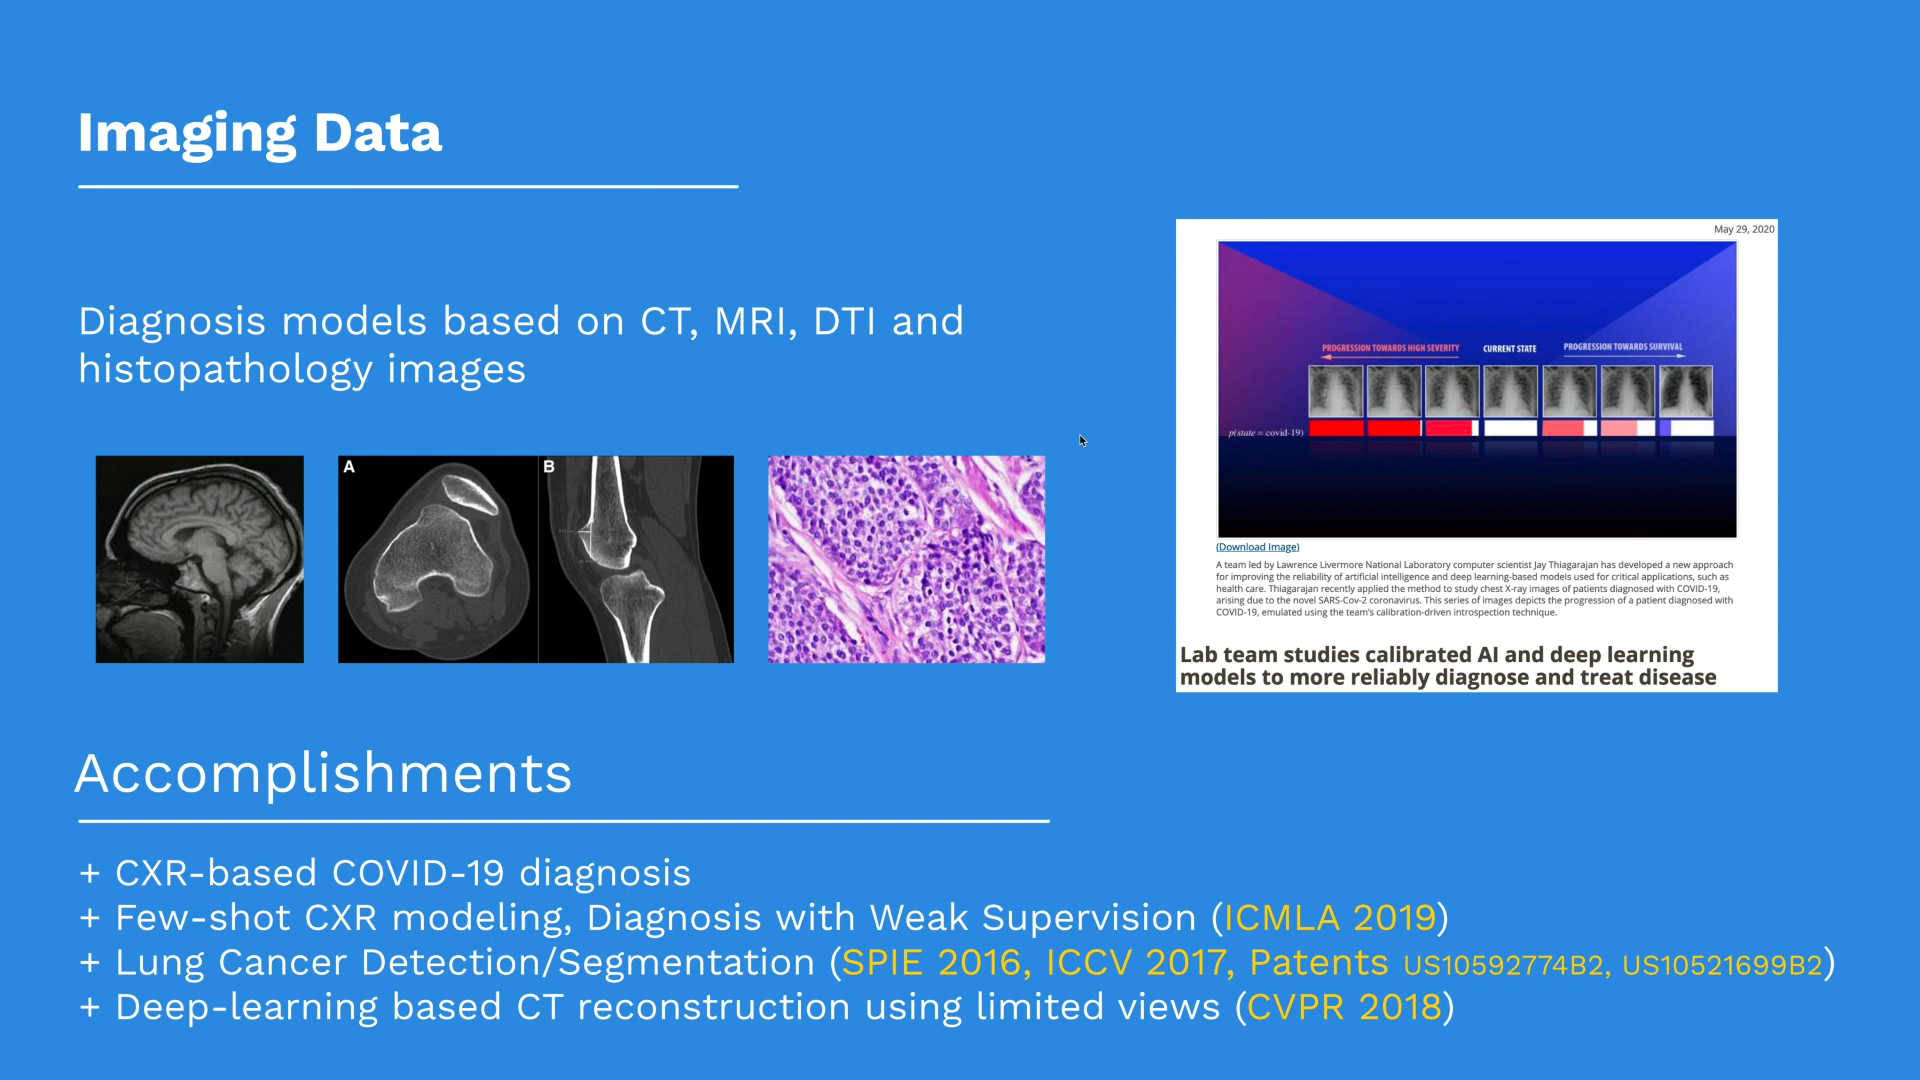 Imaging Data
Diagnosis models based on CT, MRI, DTI and
histopathology images
A
B
May 29, 2020
PROGRESSION TOWARDS HIGH SEVERITY
CURRENT STATE
PROGRESSION TOWARDS SURVIVAL
p(state = covid-19)
(Download Image)
A team led by Lawrence Livermore National Laboratory computer scientist Jay Thiagarajan has developed a new approach
for improving the reliability of artificial intelligence and deep learning-based models used for critical applications, such as
health care. Thiagarajan recently applied the method to study chest X-ray images of patients diagnosed with COVID-19,
arising due to the novel SARS-Cov-2 coronavirus. This series of images depicts the progression of a patient diagnosed with
COVID-19, emulated using the team's calibration-driven introspection technique.
Lab team studies calibrated AI and deep learning
models to more reliably diagnose and treat disease
Accomplishments
+ CXR-based COVID-19 diagnosis
+ Few-shot CXR modeling, Diagnosis with Weak Supervision (ICMLA 2019)
+ Lung Cancer Detection/Segmentation (SPIE 2016, ICCV 2017, Patents US10592774B2, US10521699B2)
+ Deep-learning based CT reconstruction using limited views (CVPR 2018)